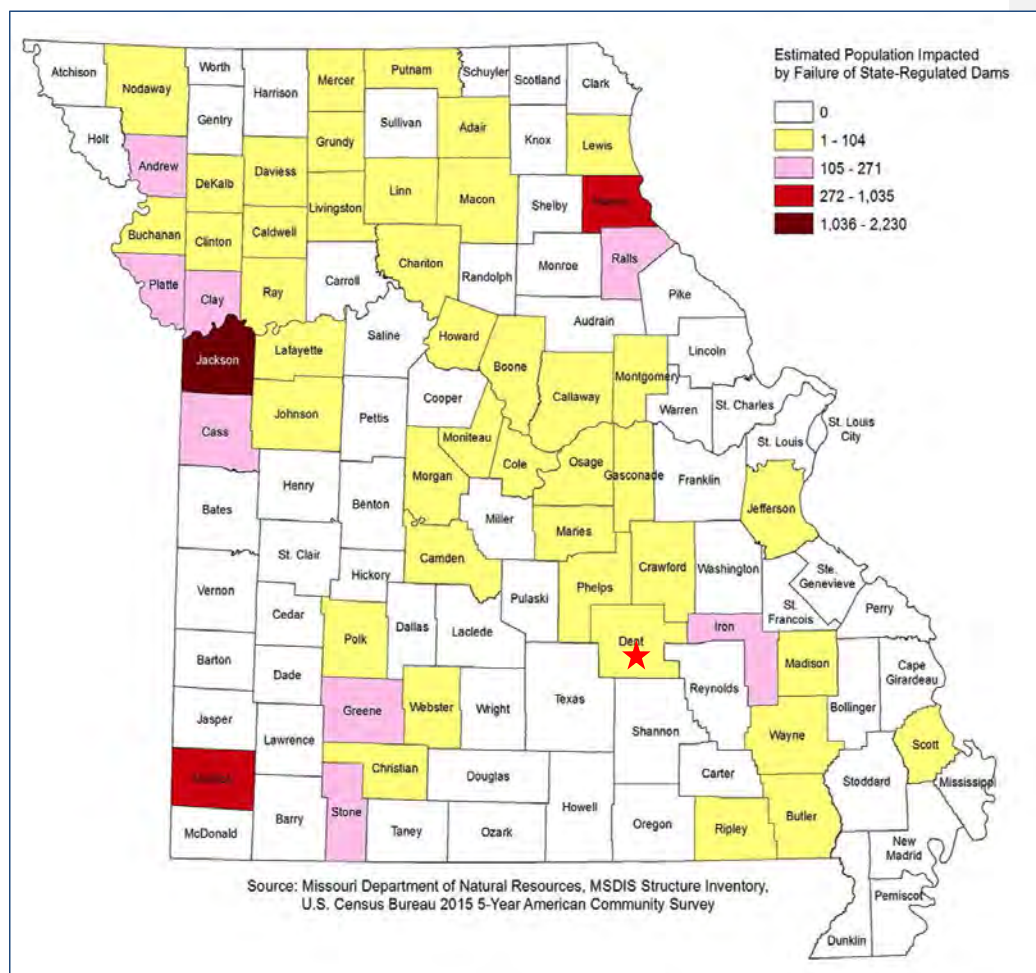 Estimated Population Impacted
by Failure of State-Regulated Dams
0
1 - 104
105 - 271
272 - 1,035
1,036 - 2,230
Atchison
Nodaway
Worth
Harrison
Mercer
Putnam
Schuyler
Scotland
Clark
Holt
Gentry
Sullivan
Adair
Knox
Lewis
Andrew
DeKalb
Daviess
Grundy
Livingston
Linn
Macon
Shelby
Buchanan
Clinton
Caldwell
Chariton
Randolph
Monroe
Ralls
Platte
Clay
Ray
Carroll
Pike
Audrain
Saline
Howard
Jackson
Lafayette
Boone
Lincoln
Callaway
Montgomery
Cooper
Warren
St. Charles
St. Louis
City
St. Louis
Johnson
Pettis
Cass
Moniteau
Cole
Osage
Gasconade
Franklin
Morgan
Henry
Bates
Benton
Miller
Maries
Jefferson
St. Clair
Camden
Phelps
Crawford
Washington
Ste.
Genevieve
Hickory
Vernon
Pulaski
St.
Francois
Perry
Cedar
Polk
Dallas
Laclede
Dent
Iron
Madison
Barton
Dade
Reynolds
Cape
Girardeau
Texas
Bollinger
Jasper
Greene
Webster
Wright
Shannon
Wayne
Scott
Lawrence
Christian
Douglas
Carter
Stoddard
Mississippi
McDonald
Barry
Stone
Taney
Ozark
Howell
Oregon
Ripley
Butler
New
Madrid
Pemiscot
Dunklin
Source: Missouri Department of Natural Resources, MSDIS Structure Inventory,
U.S. Census Bureau 2015 5-Year American Community Survey